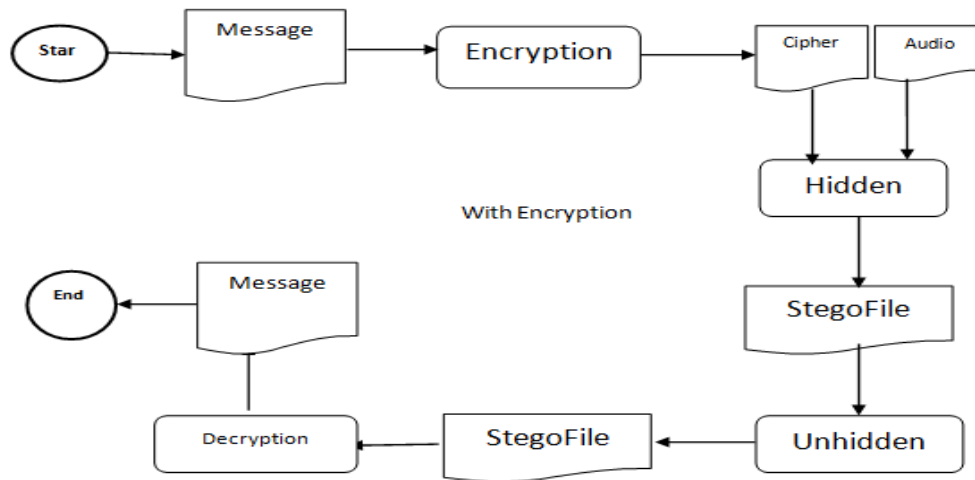 Star
Message
Encryption
Cipher
Audio
Hidden
With Encryption
StegoFile
Unhidden
StegoFile
Decryption
Message
End